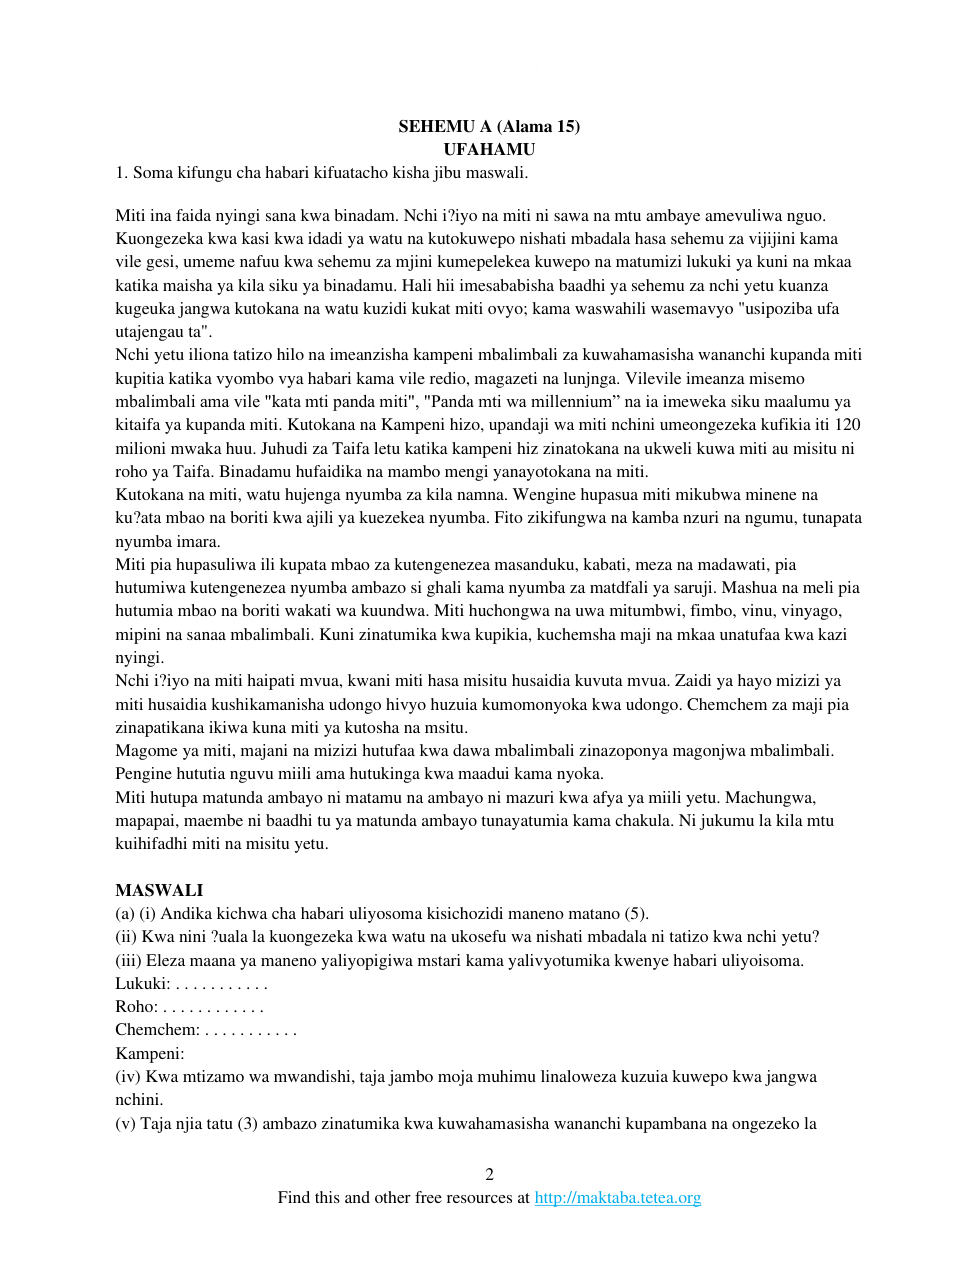 SEHEMU A (Alama 15)
UFAHAMU
1. Soma kifungu cha habari kifuatacho kisha jibu maswali.
Miti ina faida nyingi sana kwa binadam. Nchi i?iyo na miti ni sawa na mtu ambaye amevuliwa nguo.
Kuongezeka kwa kasi kwa idadi ya watu na kutokuwepo nishati mbadala hasa sehemu za vijijini kama
vile gesi, umeme nafuu kwa sehemu za mjini kumepelekea kuwepo na matumizi lukuki ya kuni na mkaa
katika maisha ya kila siku ya binadamu. Hali hii imesababisha baadhi ya sehemu za nchi yetu kuanza
kugeuka jangwa kutokana na watu kuzidi kukat miti ovyo; kama waswahili wasemavyo "usipoziba ufa
utajengau ta".
Nchi yetu iliona tatizo hilo na imeanzisha kampeni mbalimbali za kuwahamasisha wananchi kupanda miti
kupitia katika vyombo vya habari kama vile redio, magazeti na lunjnga. Vilevile imeanza misemo
mbalimbali ama vile "kata mti panda miti", "Panda mti wa millennium” na ia imeweka siku maalumu ya
kitaifa ya kupanda miti. Kutokana na Kampeni hizo, upandaji wa miti nchini umeongezeka kufikia iti 120
milioni mwaka huu. Juhudi za Taifa letu katika kampeni hiz zinatokana na ukweli kuwa miti au misitu ni
roho ya Taifa. Binadamu hufaidika na mambo mengi yanayotokana na miti.
Kutokana na miti, watu hujenga nyumba za kila namna. Wengine hupasua miti mikubwa minene na
ku?ata mbao na boriti kwa ajili ya kuezekea nyumba. Fito zikifungwa na kamba nzuri na ngumu, tunapata
nyumba imara.
Miti pia hupasuliwa ili kupata mbao za kutengenezea masanduku, kabati, meza na madawati, pia
hutumiwa kutengenezea nyumba ambazo si ghali kama nyumba za matdfali ya saruji. Mashua na meli pia
hutumia mbao na boriti wakati wa kuundwa. Miti huchongwa na uwa mitumbwi, fimbo, vinu, vinyago,
mipini na sanaa mbalimbali. Kuni zinatumika kwa kupikia, kuchemsha maji na mkaa unatufaa kwa kazi
nyingi.
Nchi i?iyo na miti haipati mvua, kwani miti hasa misitu husaidia kuvuta mvua. Zaidi ya hayo mizizi ya
miti husaidia kushikamanisha udongo hivyo huzuia kumomonyoka kwa udongo. Chemchem za maji pia
zinapatikana ikiwa kuna miti ya kutosha na msitu.
Magome ya miti, majani na mizizi hutufaa kwa dawa mbalimbali zinazoponya magonjwa mbalimbali.
Pengine hututia nguvu miili ama hutukinga kwa maadui kama nyoka.
Miti hutupa matunda ambayo ni matamu na ambayo ni mazuri kwa afya ya miili yetu. Machungwa,
mapapai, maembe ni baadhi tu ya matunda ambayo tunayatumia kama chakula. Ni jukumu la kila mtu
kuihifadhi miti na misitu yetu.
MASWALI
(a) (i) Andika kichwa cha habari uliyosoma kisichozidi maneno matano (5).
(ii) Kwa nini ?uala la kuongezeka kwa watu na ukosefu wa nishati mbadala ni tatizo kwa nchi yetu?
(iii) Eleza maana ya maneno yaliyopigiwa mstari kama yalivyotumika kwenye habari uliyoisoma.
Lukuki: . . . . . . . . . . .
Roho: . . . . . . . . . . . .
Chemchem: . . . . . . . . . . .
Kampeni:
(iv) Kwa mtizamo wa mwandishi, taja jambo moja muhimu linaloweza kuzuia kuwepo kwa jangwa
nchini.
(v) Taja njia tatu (3) ambazo zinatumika kwa kuwahamasisha wananchi kupambana na ongezeko la
2
Find this and other free resources at http://maktaba.tetea.org